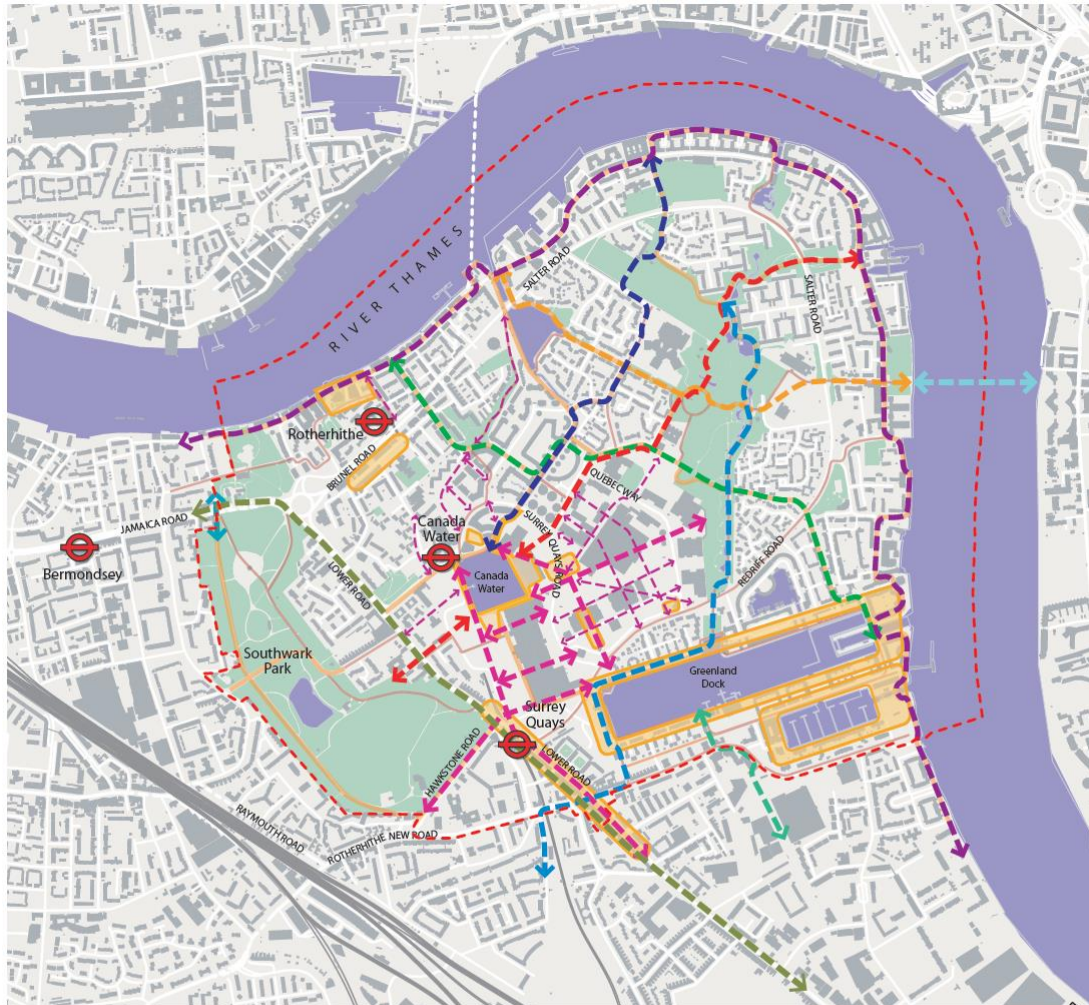 RIVER THAMES
SALTER ROAD
SALTER ROAD
Rotherhithe
BRUNEL ROAD
QUEBEC WAY
JAMAICA ROAD
Bermondsey
Canada
Water
SURREY QUAYS ROAD
LOWER ROAD
Canada
Water
REDRIFF ROAD
Southwark
Park
Greenland
Dock
Surrey
Quays
HAWKSTONE ROAD
LOWER ROAD
RAYMOUTH ROAD
ROTHERHITHE NEW ROAD